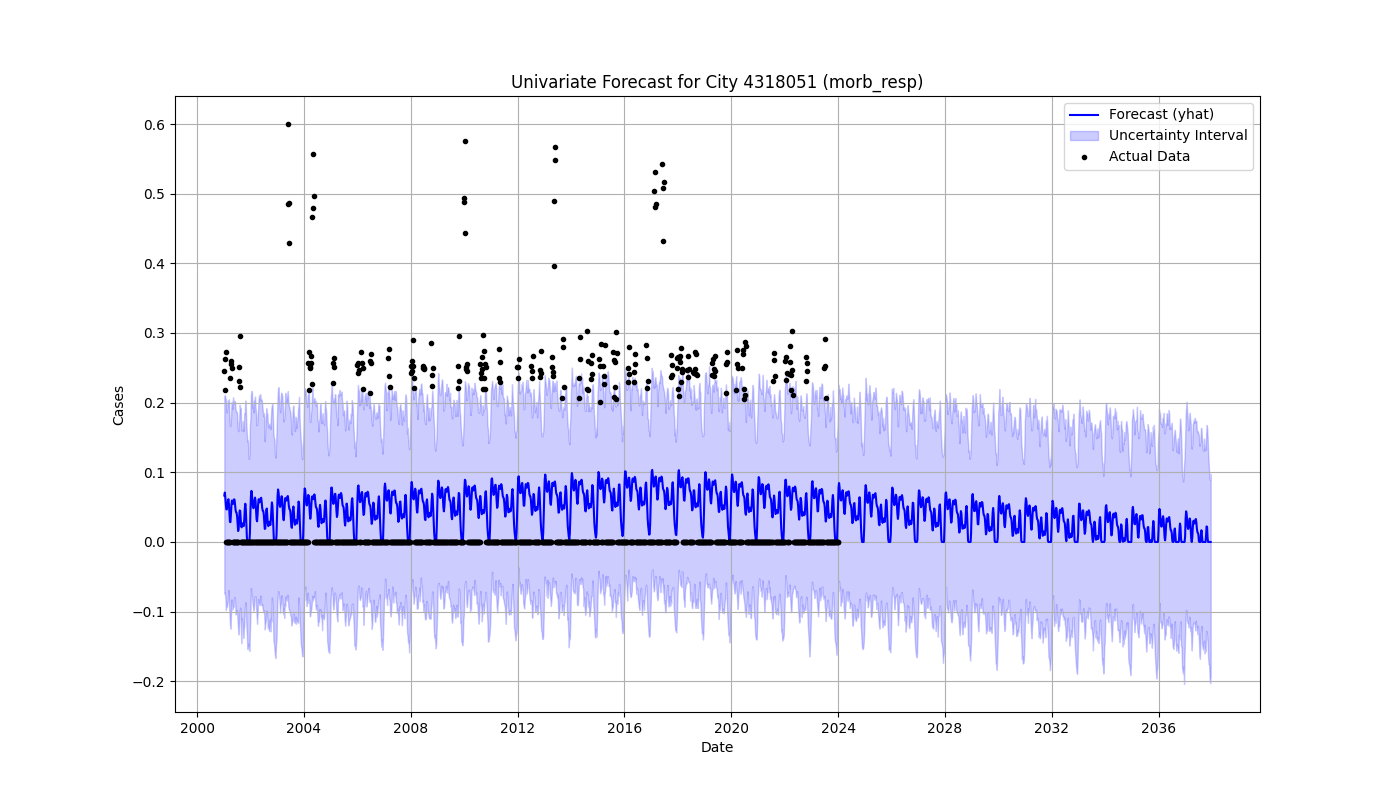 Univariate Forecast for City 4318051 (morb_resp)
Forecast (yhat)
Uncertainty Interval
Actual Data
Cases
0.6
0.5
0.4
0.3
0.2
0.1
0.0
−0.1
−0.2
2000 2004 2008 2012 2016 2020 2024 2028 2032 2036
Date